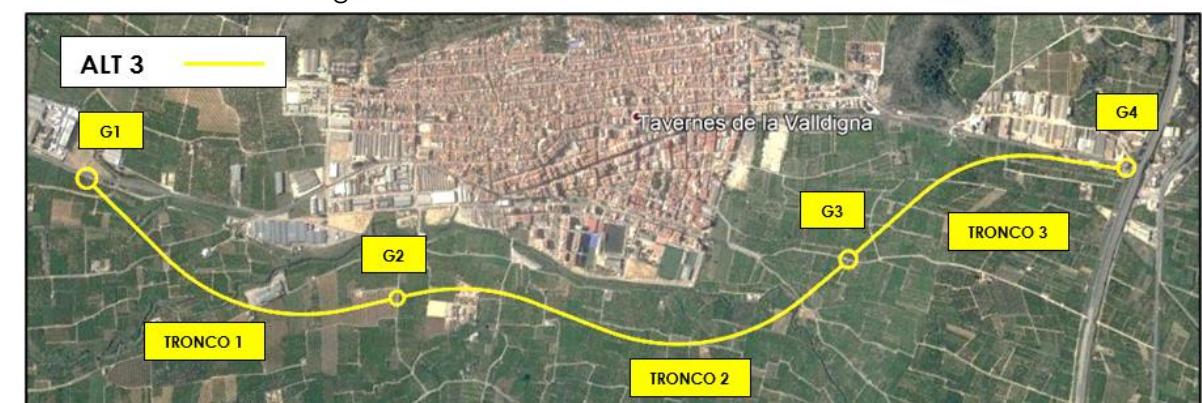 ALT 3
G1
G4
Tavernes de la Valldigna
G3
TRONCO 3
G2
TRONCO 1
TRONCO 2